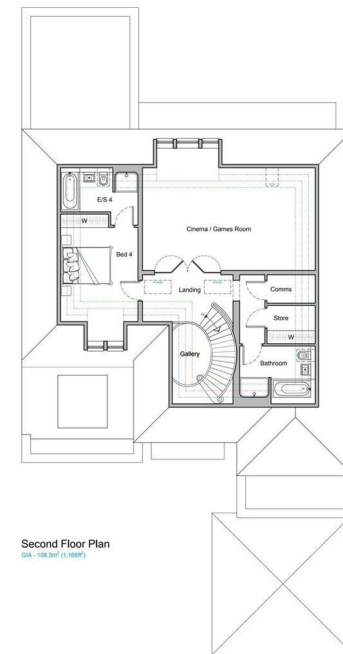 E/S 4
W
Cinema / Games Room
Bed 4
Landing
Comms
Store
W
Gallery
Bathroom
Second Floor Plan
GIA - 108.3m² (1,166ft²)